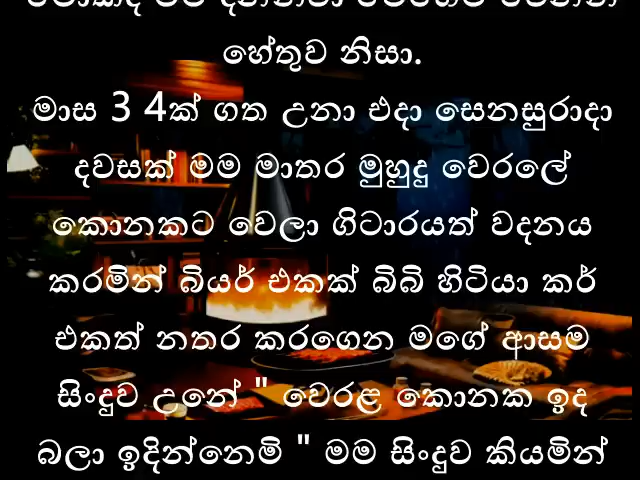 හේතුව නිසා.
මාස 3 4ක් ගත උනා එදා සෙනසුරාදා
දවසක් මම මාතර මුහුදු වෙරලේ
කොනකට වෙලා ගිටාරයත් වදනය
කරමින් බියර් එකක් බිබි හිටියා කර්
එකත් නතර කරගෙන මගේ ආසම
සිංදුව උනේ " වෙරළ කොනක ඉද
බලා ඉදින්නෙමි " මම සිංදුව කියමින්